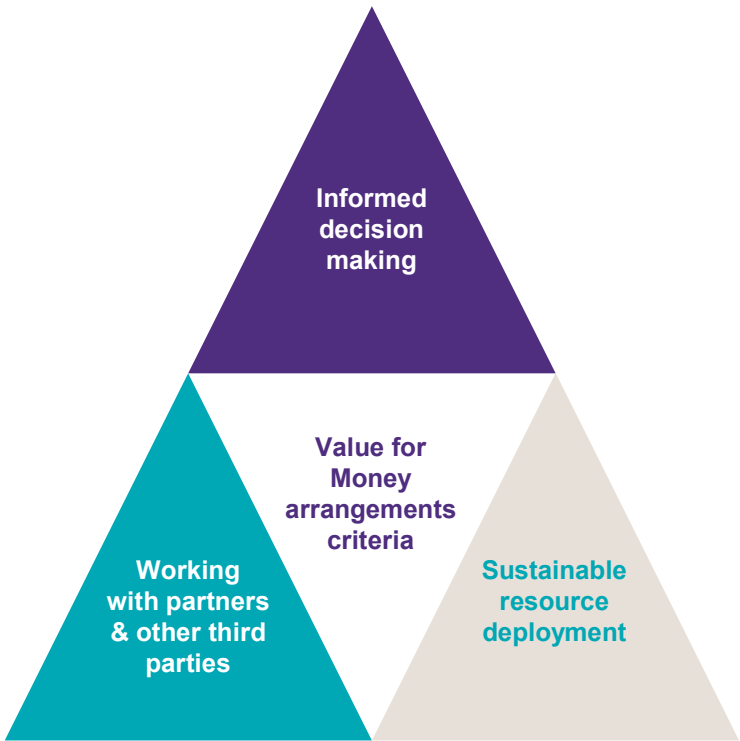 Informed
decision
making
Value for
Money
arrangements
criteria
Working
with partners
& other third
parties
Sustainable
resource
deployment